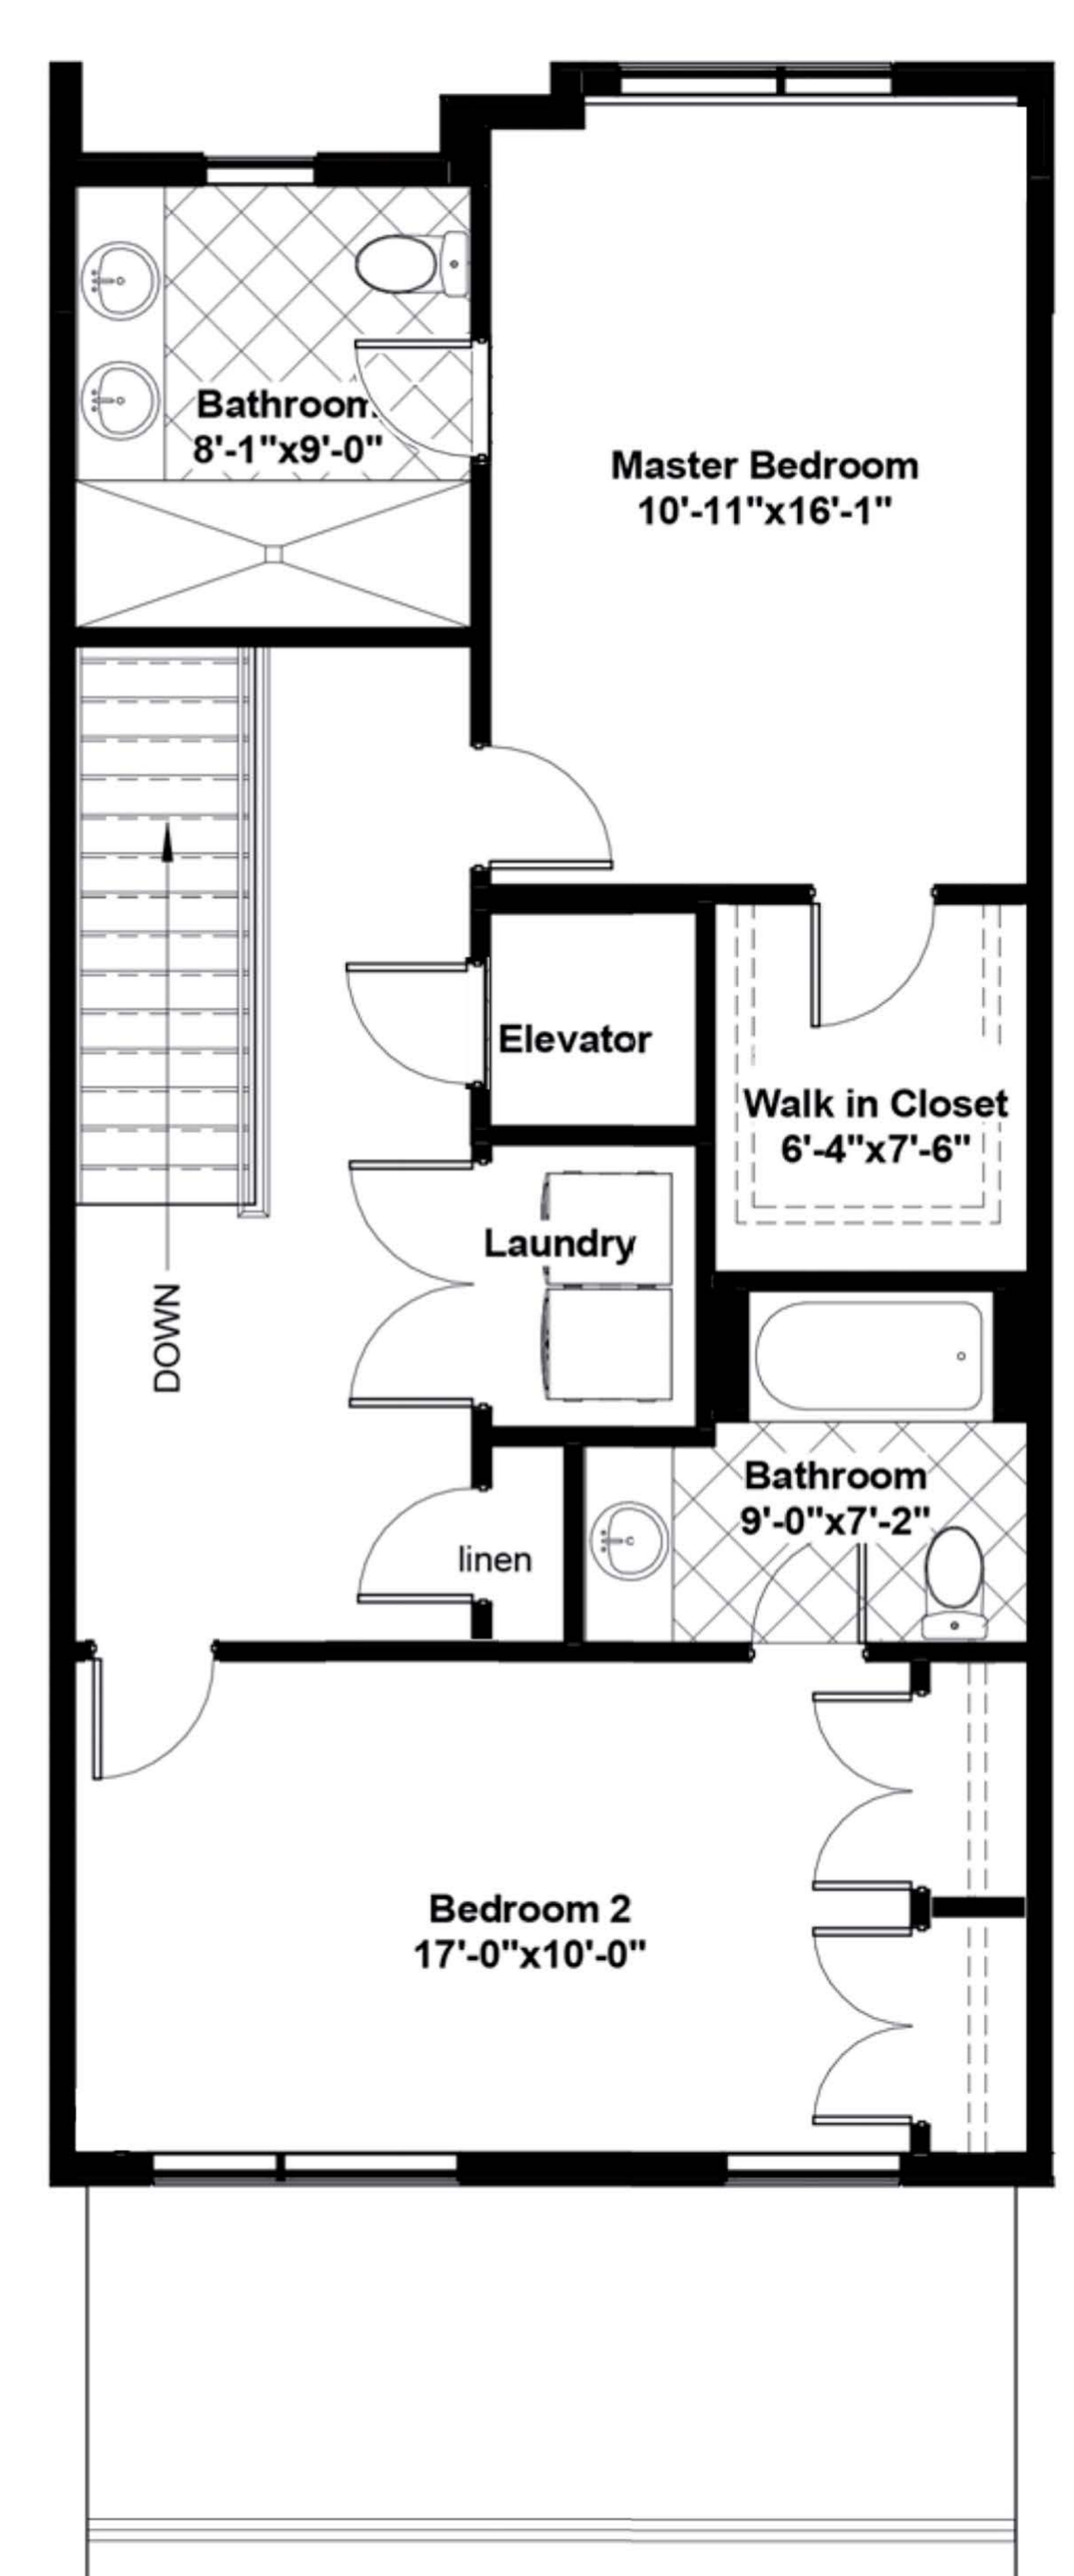 Bathroom
8'-1"x9'-0"
Master Bedroom
10'-11"x16'-1"
Elevator
Walk in Closet
6'-4"x7'-6"
Laundry
DOWN
Bathroom
9'-0"x7'-2"
linen
Bedroom 2
17'-0"x10'-0"